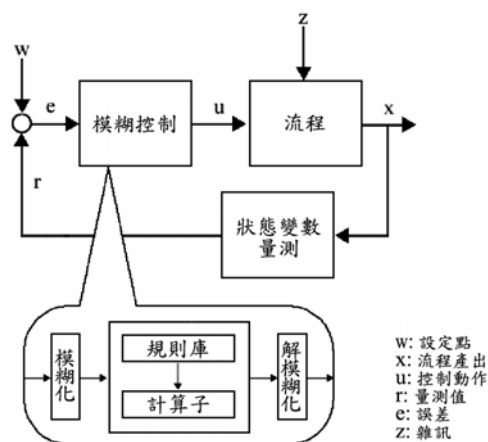 z
w
e
模糊控制
u
流程
x
r
狀態變數
量測
模糊化
規則庫
計算子
解模糊化
w: 設定點
x: 流程產出
u: 控制動作
r: 量測值
e: 誤差
z: 雜訊